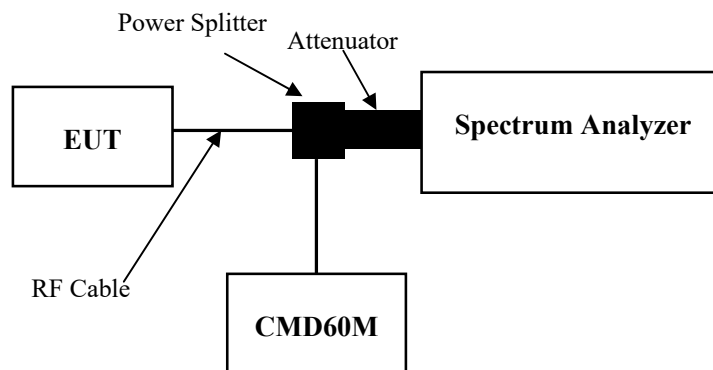 Power Splitter
Attenuator
EUT
Spectrum Analyzer
RF Cable
CMD60M